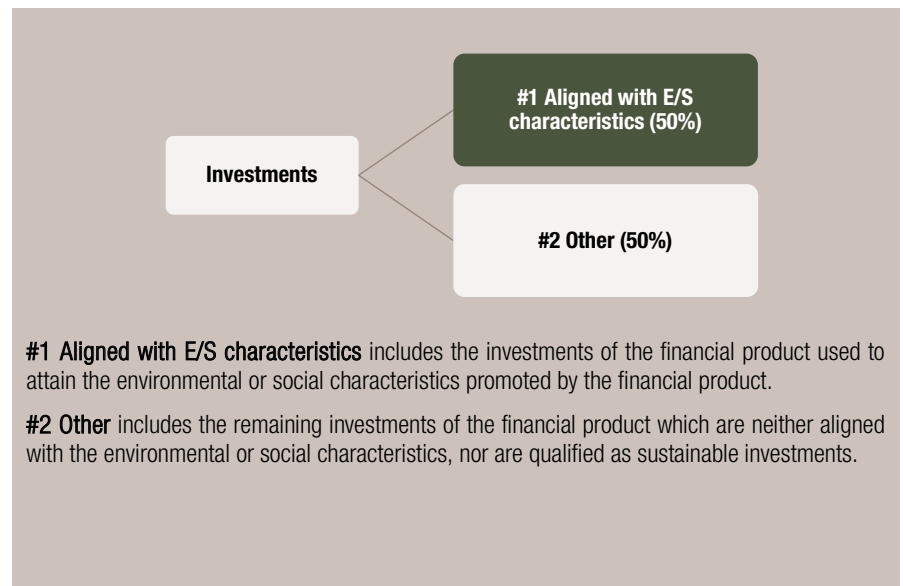 #1 Aligned with E/S
characteristics (50%)
Investments
#2 Other (50%)
#1 Aligned with E/S characteristics includes the investments of the financial product used to
attain the environmental or social characteristics promoted by the financial product.
#2 Other includes the remaining investments of the financial product which are neither aligned
with the environmental or social characteristics, nor are qualified as sustainable investments.